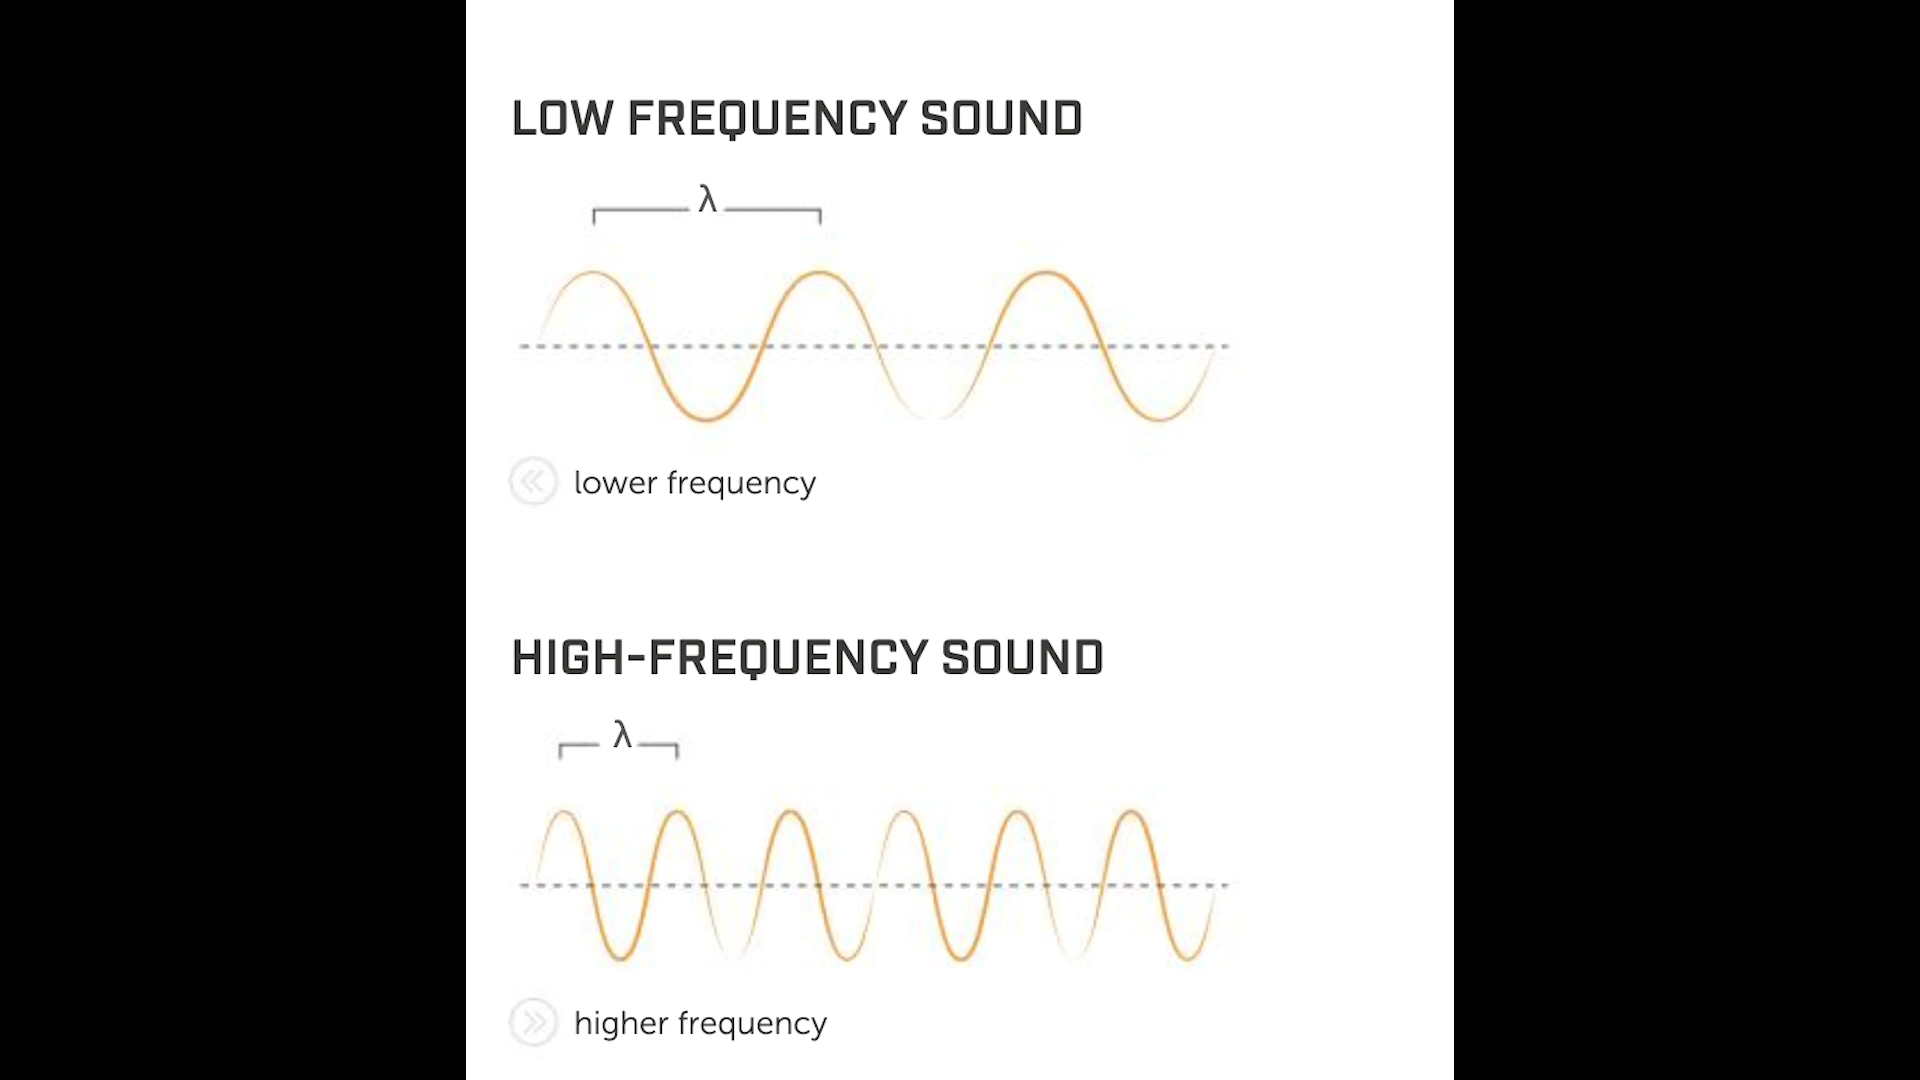 LOW FREQUENCY SOUND
λ
lower frequency
HIGH-FREQUENCY SOUND
λ
higher frequency